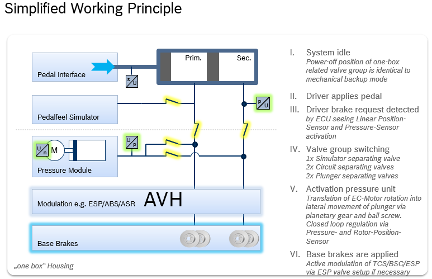 Simplified Working Principle
Pedal Interface
Prim.
Sec.
Pedalfeel Simulator
Pressure Module
M
Modulation e.g. ESP/ABS/ASR
AVH
Base Brakes
„one box" Housing
I. System idle
Power-off position of one-box
related valve group is identical to
mechanical backup mode
II. Driver applies pedal
III. Driver brake request detected
by ECU seeing Linear Position-
Sensor and Pressure-Sensor
activation
IV. Valve group switching
1x Simulator separating valve
2x Circuit separating valves
2x Plunger separating valves
V. Activation pressure unit
Translation of EC-Motor rotation into
lateral movement of plunger via
planetary gear and ball screw.
Closed loop regulation via
Pressure- and Rotor-Position-
Sensor
VI. Base brakes are applied
Active modulation of TCS/BSC/ESP
via ESP valve setup if necessary